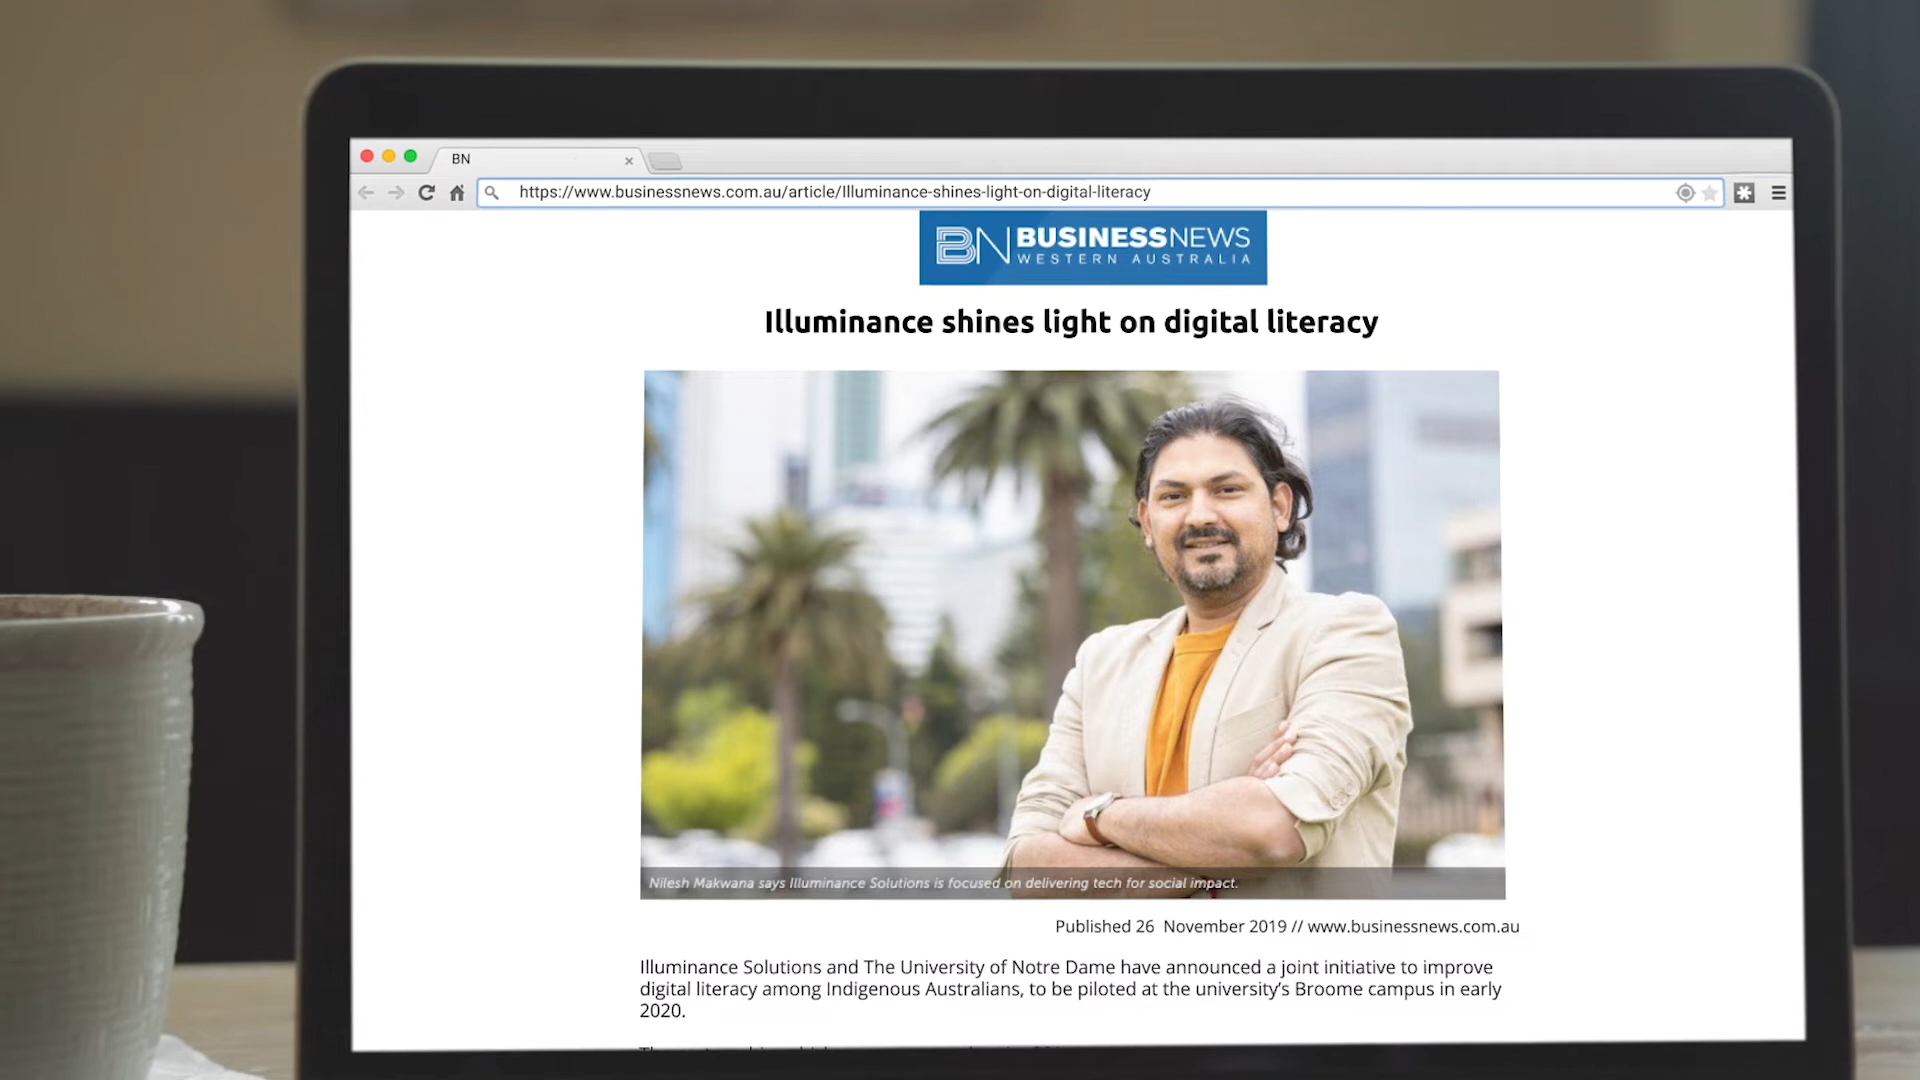 BN
https://www.businessnews.com.au/article/Illuminance-shines-light-on-digital-literacy
BN BUSINESSNEWS
WESTERN AUSTRALIA
Illuminance shines light on digital literacy
Nilesh Makwana says Illuminance Solutions is focused on delivering tech for social impact.
Published 26 November 2019 // www.businessnews.com.au
Illuminance Solutions and The University of Notre Dame have announced a joint initiative to improve
digital literacy among Indigenous Australians, to be piloted at the university's Broome campus in early
2020.